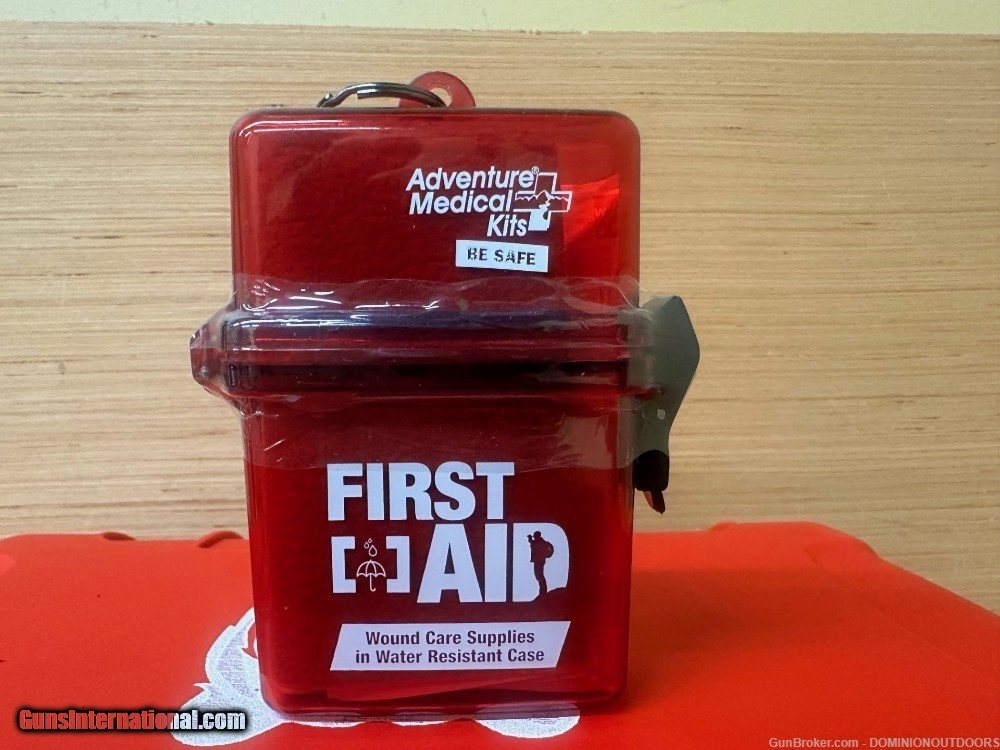 Adventure®
Medical
Kits
BE SAFE
FIRST
AID
Wound Care Supplies
in Water Resistant Case
GunsInternational.com
GunBroker.com - DOMINIONOUTDOORS